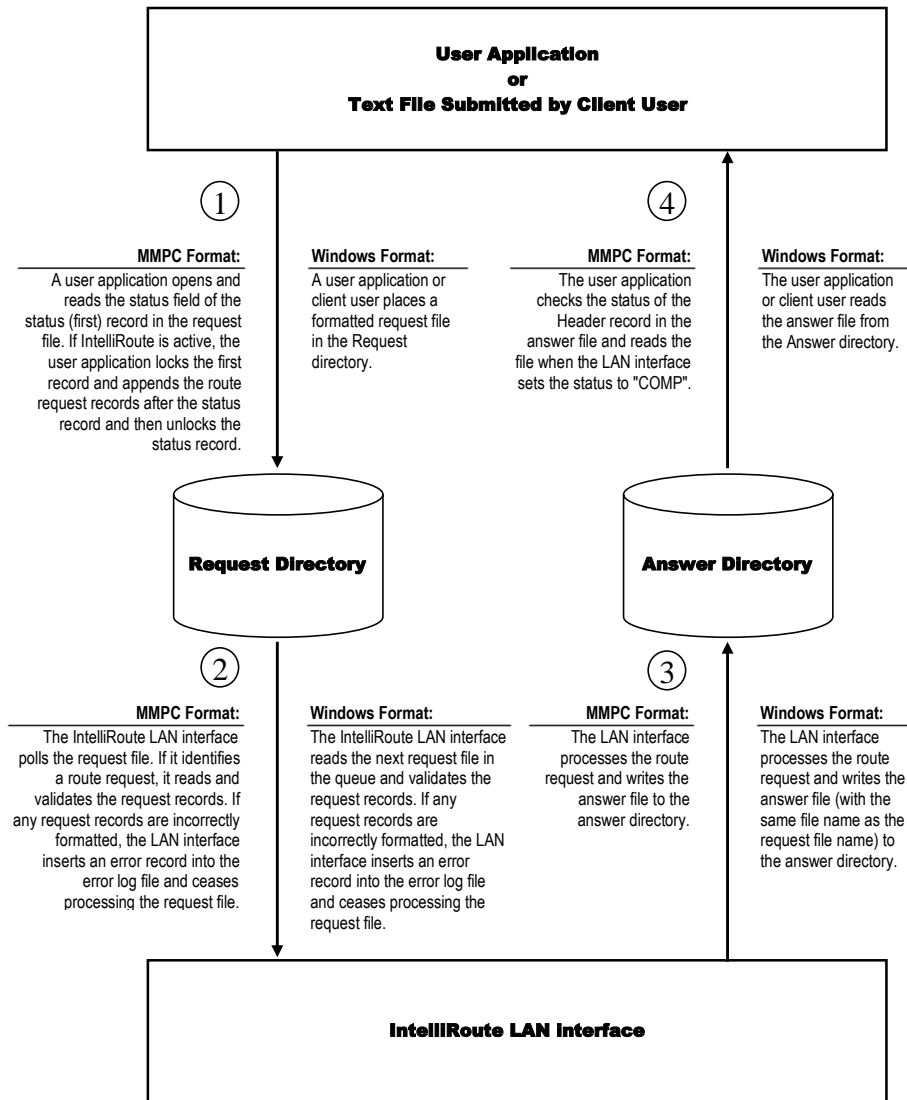 User Application
or
Text File Submitted by Client User
1
MMPC Format:
A user application opens and
reads the status field of the
status (first) record in the request
file. If IntelliRoute is active, the
user application locks the first
record and appends the route
request records after the status
record and then unlocks the
status record.
Windows Format:
A user application or
client user places a
formatted request file
in the Request
directory.
4
MMPC Format:
The user application
checks the status of the
Header record in the
answer file and reads the
file when the LAN interface
sets the status to "COMP".
Windows Format:
The user application
or client user reads
the answer file from
the Answer directory.
Request Directory
Answer Directory
2
MMPC Format:
The IntelliRoute LAN interface
polls the request file. If it identifies
a route request, it reads and
validates the request records. If
any request records are incorrectly
formatted, the LAN interface
inserts an error record into the
error log file and ceases
processing the request file.
Windows Format:
The IntelliRoute LAN interface
reads the next request file in
the queue and validates the
request records. If any
request records are
incorrectly formatted, the LAN
interface inserts an error
record into the error log file
and ceases processing the
request file.
3
MMPC Format:
The LAN interface
processes the route
request and writes the
answer file to the
answer directory.
Windows Format:
The LAN interface
processes the route
request and writes the
answer file (with the
same file name as the
request file name) to
the answer directory.
IntelliRoute LAN Interface